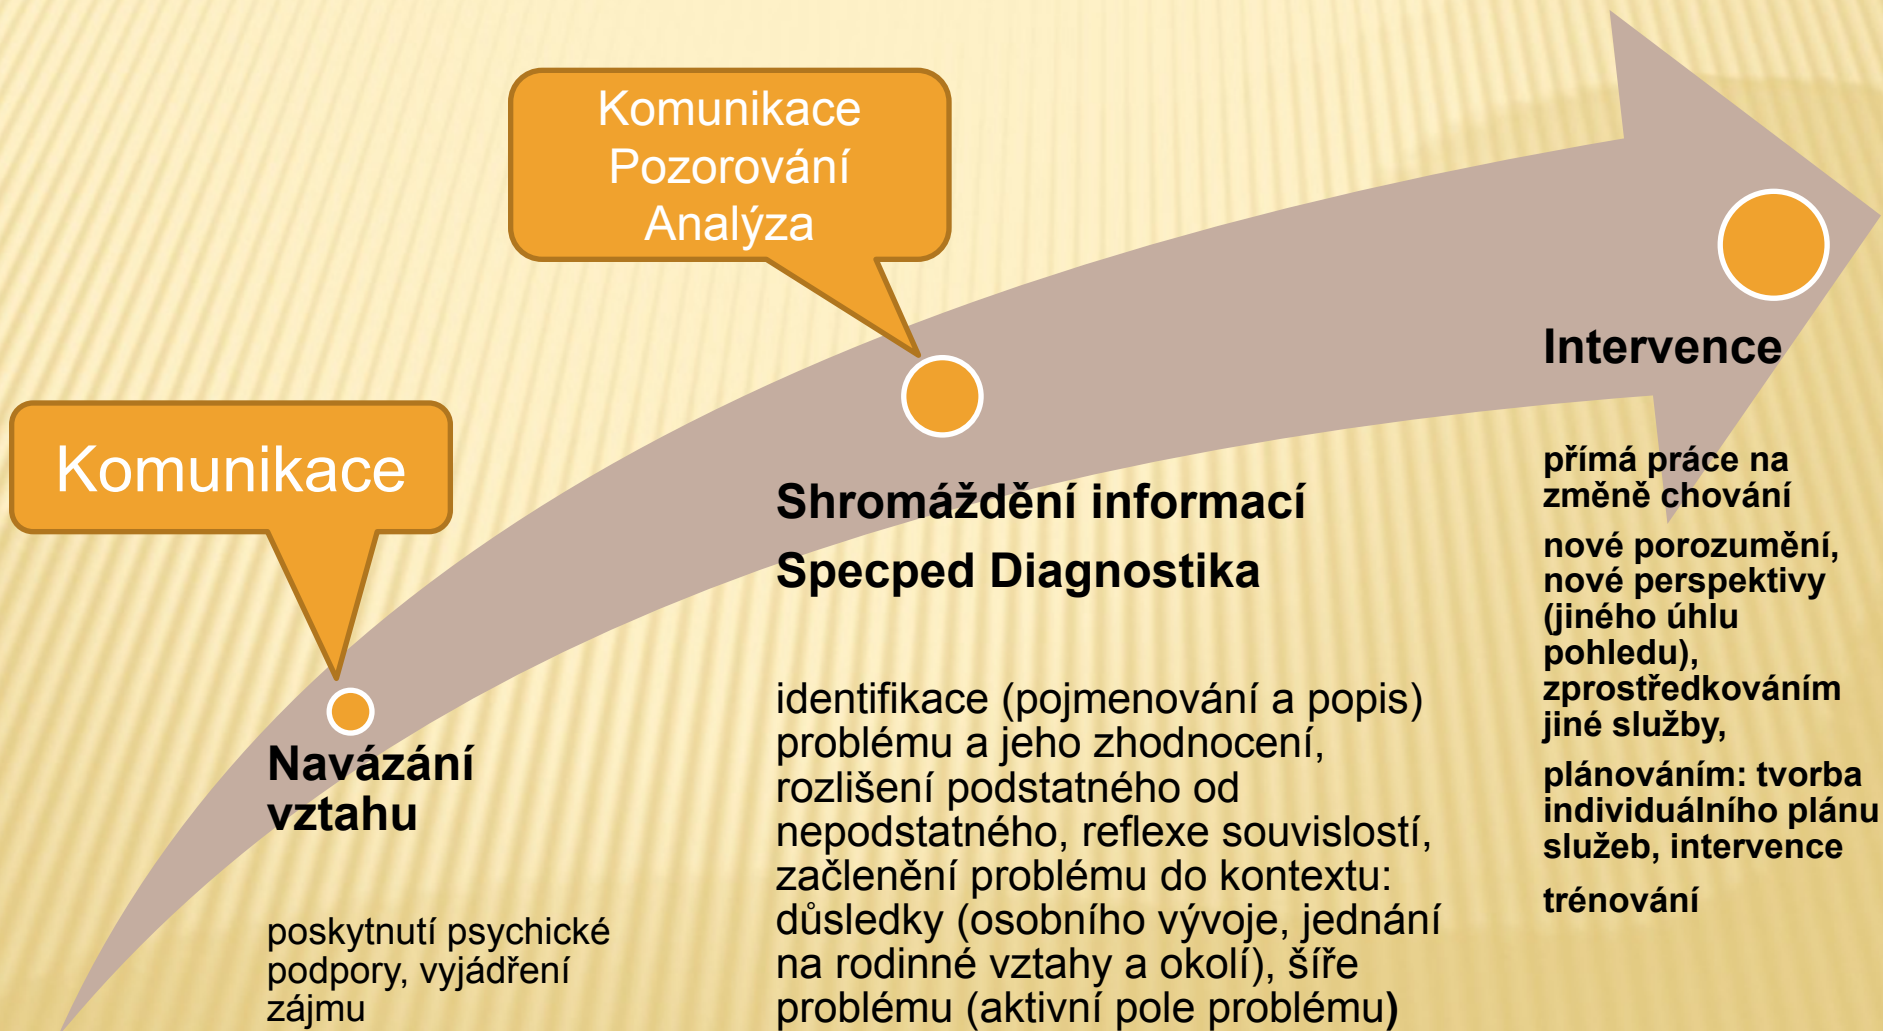 Komunikace
Pozorování
Analýza
Komunikace
Navázání
vztahu
poskytnutí psychické
podpory, vyjádření
zájmu
Shromáždění informací
Specped Diagnostika
identifikace (pojmenování a popis)
problému a jeho zhodnocení,
rozlišení podstatného od
nepodstatného, reflexe souvislostí,
začlenění problému do kontextu:
důsledky (osobního vývoje, jednání
na rodinné vztahy a okolí), šíře
problému (aktivní pole problému)
Intervence
přímá práce na
změně chování
nové porozumění,
nové perspektivy
(jiného úhlu
pohledu),
zprostředkováním
jiné služby,
plánováním: tvorba
individuálního plánu
služeb, intervence
trénování